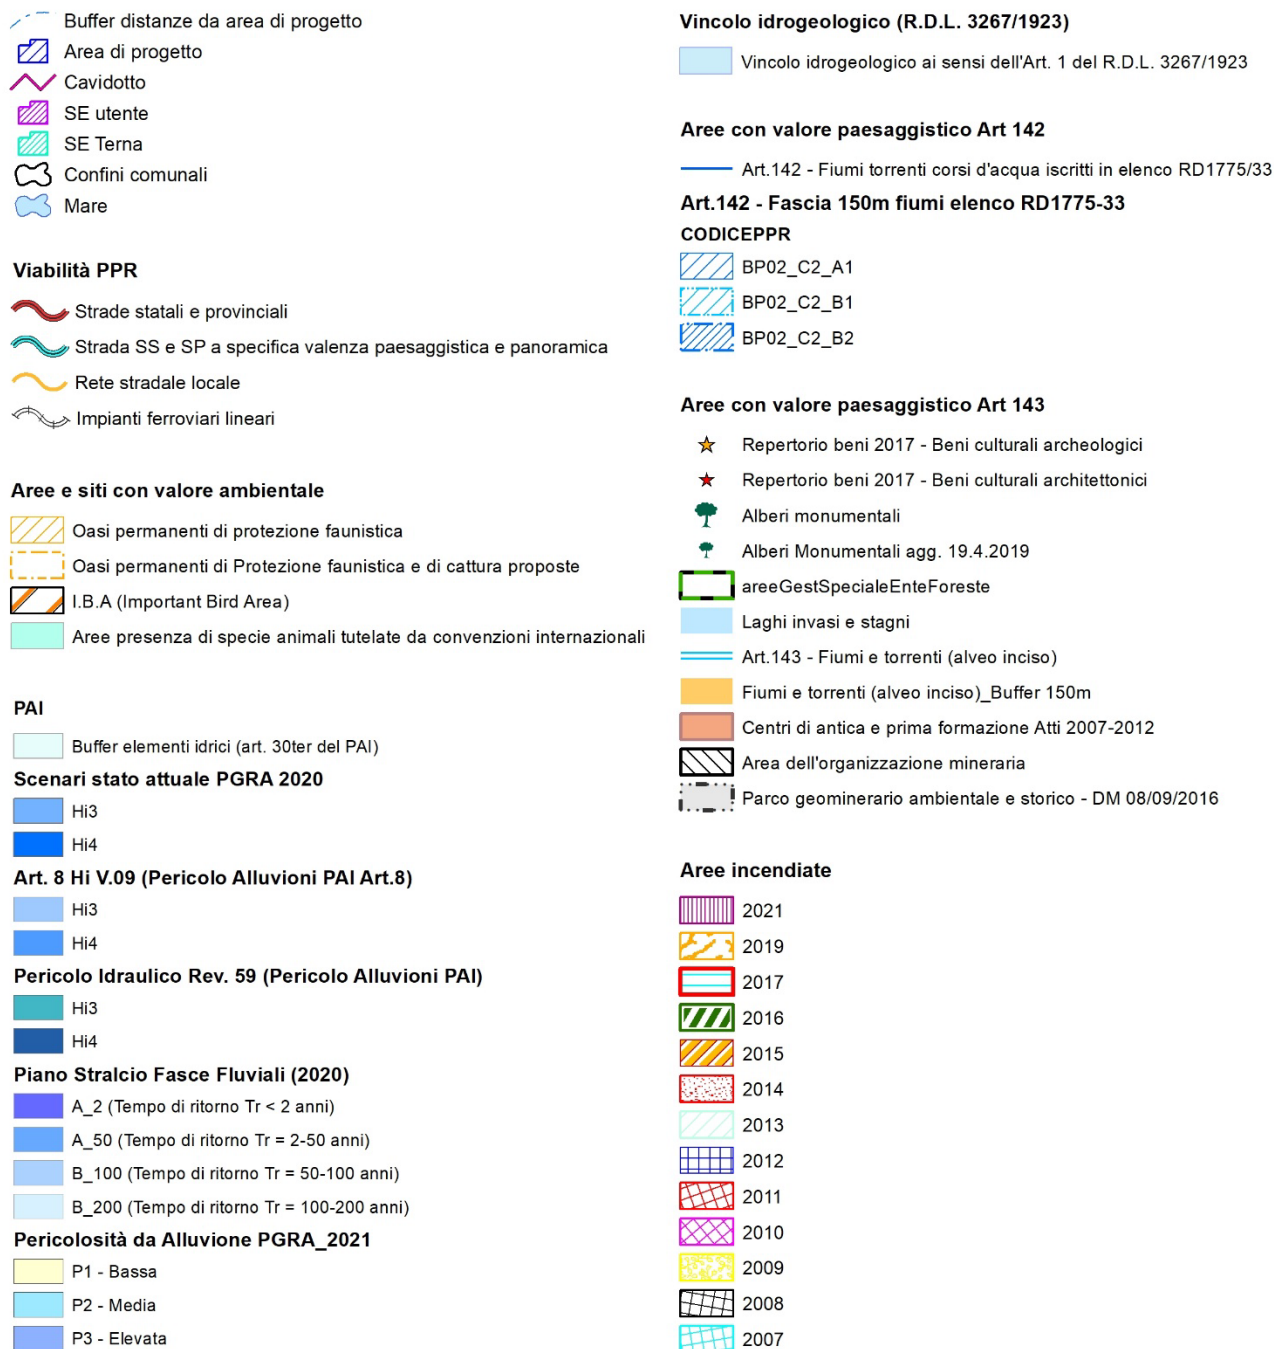 Buffer distanze da area di progetto
Area di progetto
Cavidotto
SE utente
SE Terna
Confini comunali
Mare
Viabilità PPR
Strade statali e provinciali
Strada SS e SP a specifica valenza paesaggistica e panoramica
Rete stradale locale
Impianti ferroviari lineari
Aree e siti con valore ambientale
Oasi permanenti di protezione faunistica
Oasi permanenti di Protezione faunistica e di cattura proposte
I.B.A (Important Bird Area)
Aree presenza di specie animali tutelate da convenzioni internazionali
PAI
Buffer elementi idrici (art. 30ter del PAI)
Scenari stato attuale PGRA 2020
Hi3
Hi4
Art. 8 Hi V.09 (Pericolo Alluvioni PAI Art.8)
Hi3
Hi4
Pericolo Idraulico Rev. 59 (Pericolo Alluvioni PAI)
Hi3
Hi4
Piano Stralcio Fasce Fluviali (2020)
A_2 (Tempo di ritorno Tr < 2 anni)
A_50 (Tempo di ritorno Tr = 2-50 anni)
B_100 (Tempo di ritorno Tr = 50-100 anni)
B_200 (Tempo di ritorno Tr = 100-200 anni)
Pericolosità da Alluvione PGRA_2021
P1 - Bassa
P2 - Media
P3 - Elevata
Vincolo idrogeologico (R.D.L. 3267/1923)
Vincolo idrogeologico ai sensi dell'Art. 1 del R.D.L. 3267/1923
Aree con valore paesaggistico Art 142
Art.142 - Fiumi torrenti corsi d'acqua iscritti in elenco RD1775/33
Art.142 - Fascia 150m fiumi elenco RD1775-33
CODICEPPR
BP02_C2_A1
BP02_C2_B1
BP02_C2_B2
Aree con valore paesaggistico Art 143
Repertorio beni 2017 - Beni culturali archeologici
Repertorio beni 2017 - Beni culturali architettonici
Alberi monumentali
Alberi Monumentali agg. 19.4.2019
areeGestSpecialeEnteForeste
Laghi invasi e stagni
Art.143 - Fiumi e torrenti (alveo inciso)
Fiumi e torrenti (alveo inciso)_Buffer 150m
Centri di antica e prima formazione Atti 2007-2012
Area dell'organizzazione mineraria
Parco geominerario ambientale e storico - DM 08/09/2016
Aree incendiate
2021
2019
2017
2016
2015
2014
2013
2012
2011
2010
2009
2008
2007